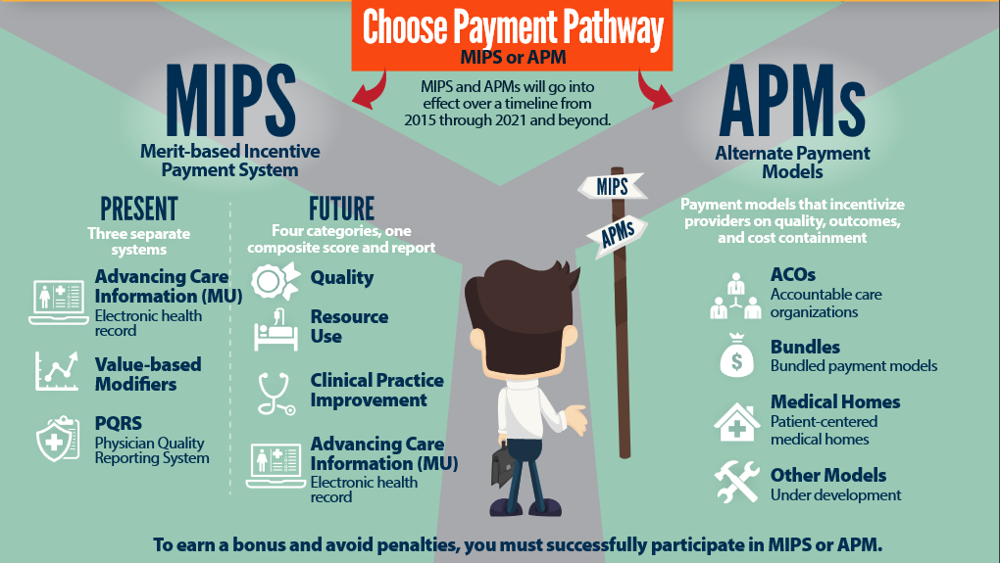 Choose Payment Pathway
MIPS or APM
MIPS and APMs will go into
effect over a timeline from
2015 through 2021 and beyond.
MIPS
Merit-based Incentive
Payment System
PRESENT
Three separate
systems
Advancing Care
Information (MU)
Electronic health
record
Value-based
Modifiers
PQRS
Physician Quality
Reporting System
FUTURE
Four categories, one
composite score and report
Quality
Resource
Use
Clinical Practice
Improvement
Advancing Care
Information (MU)
Electronic health
record
MIPS
APMs
APMs
Alternate Payment
Models
Payment models that incentivize
providers on quality, outcomes,
and cost containment
ACOs
Accountable care
organizations
$
Bundles
Bundled payment models
Medical Homes
Patient-centered
medical homes
Other Models
Under development
To earn a bonus and avoid penalties, you must successfully participate in MIPS or APM.